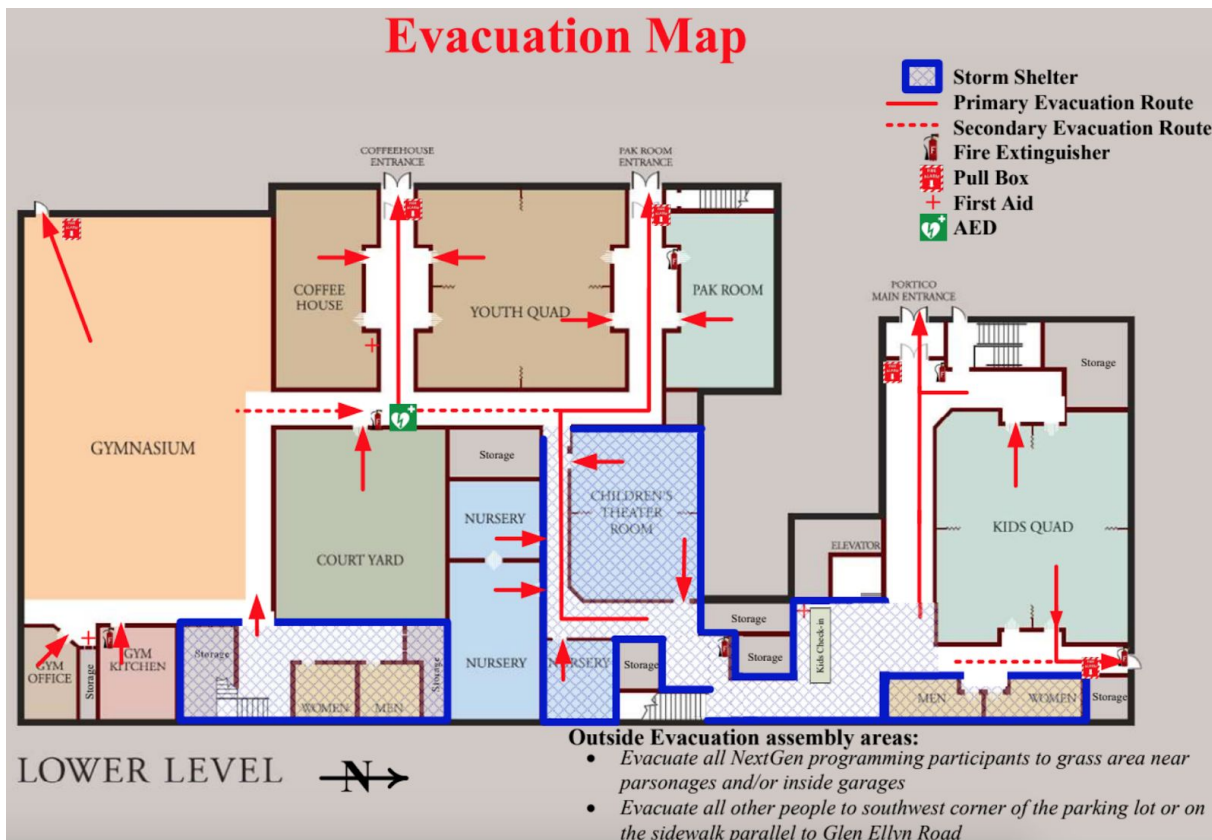 Evacuation Map
Storm Shelter
Primary Evacuation Route
Secondary Evacuation Route
Fire Extinguisher
Pull Box
First Aid
AED
COFFEEHOUSE
ENTRANCE
PAK ROOM
ENTRANCE
COFFEE
HOUSE
YOUTH QUAD
PAK ROOM
PORTICO
MAIN ENTRANCE
Storage
GYMNASIUM
Storage
NURSERY
CHILDREN'S
THEATER
ROOM
COURT YARD
KIDS QUAD
ELEVATOR
GYM
OFFICE
Storage
GYM
KITCHEN
Storage
WOMEN
MEN
Storage
NURSERY
NURSERY
Storage
Storage
Storage
Kids Check-in
MEN
WOMEN
Storage
LOWER LEVEL
N
Outside Evacuation assembly areas:
• Evacuate all NextGen programming participants to grass area near
parsonages and/or inside garages
• Evacuate all other people to southwest corner of the parking lot or on
the sidewalk parallel to Glen Ellyn Road